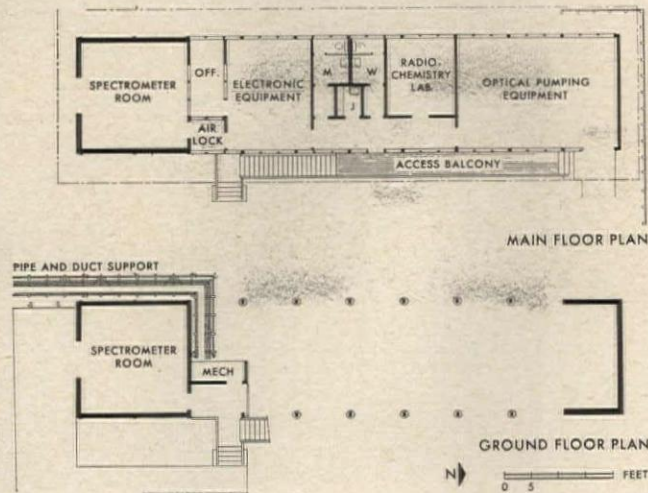 SPECTROMETER
ROOM
OFF.
AIR
LOCK
ELECTRONIC
EQUIPMENT
M
W
J
RADIO-
CHEMISTRY
LAB.
OPTICAL PUMPING
EQUIPMENT
ACCESS BALCONY
MAIN FLOOR PLAN
PIPE AND DUCT SUPPORT
SPECTROMETER
ROOM
MECH
GROUND FLOOR PLAN
N
FEET
0 5